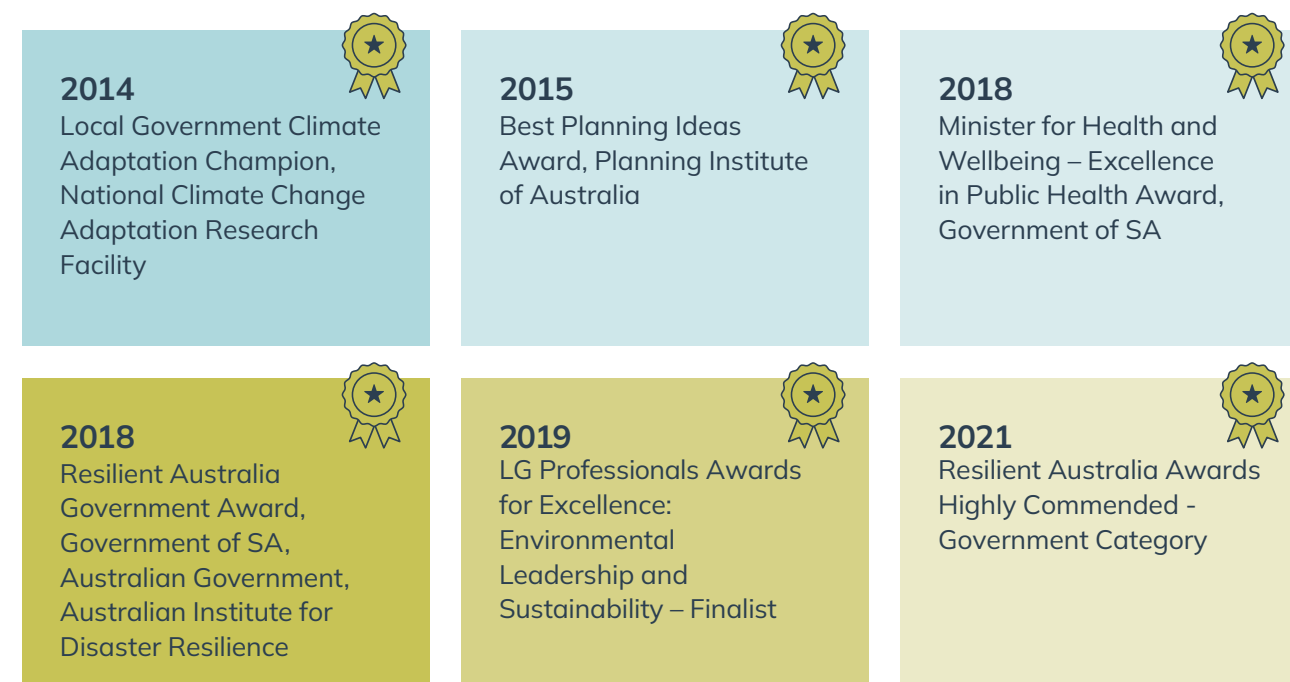 2014
Local Government Climate
Adaptation Champion,
National Climate Change
Adaptation Research
Facility
2015
Best Planning Ideas
Award, Planning Institute
of Australia
2018
Minister for Health and
Wellbeing – Excellence
in Public Health Award,
Government of SA
2018
Resilient Australia
Government Award,
Government of SA,
Australian Government,
Australian Institute for
Disaster Resilience
2019
LG Professionals Awards
for Excellence:
Environmental
Leadership and
Sustainability – Finalist
2021
Resilient Australia Awards
Highly Commended -
Government Category